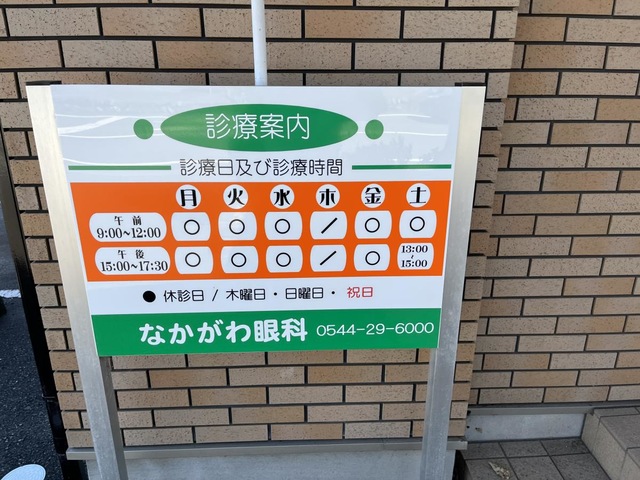 診療案内
診療日及び診療時間
月 火 水 木 金 土
午前
9:00~12:00 ○ ○ ○ / ○ ○
午後
15:00~17:30 ○ ○ ○ / ○ 13:00~15:00
● 休診日 / 木曜日・日曜日・祝日
なかがわ眼科 0544-29-6000